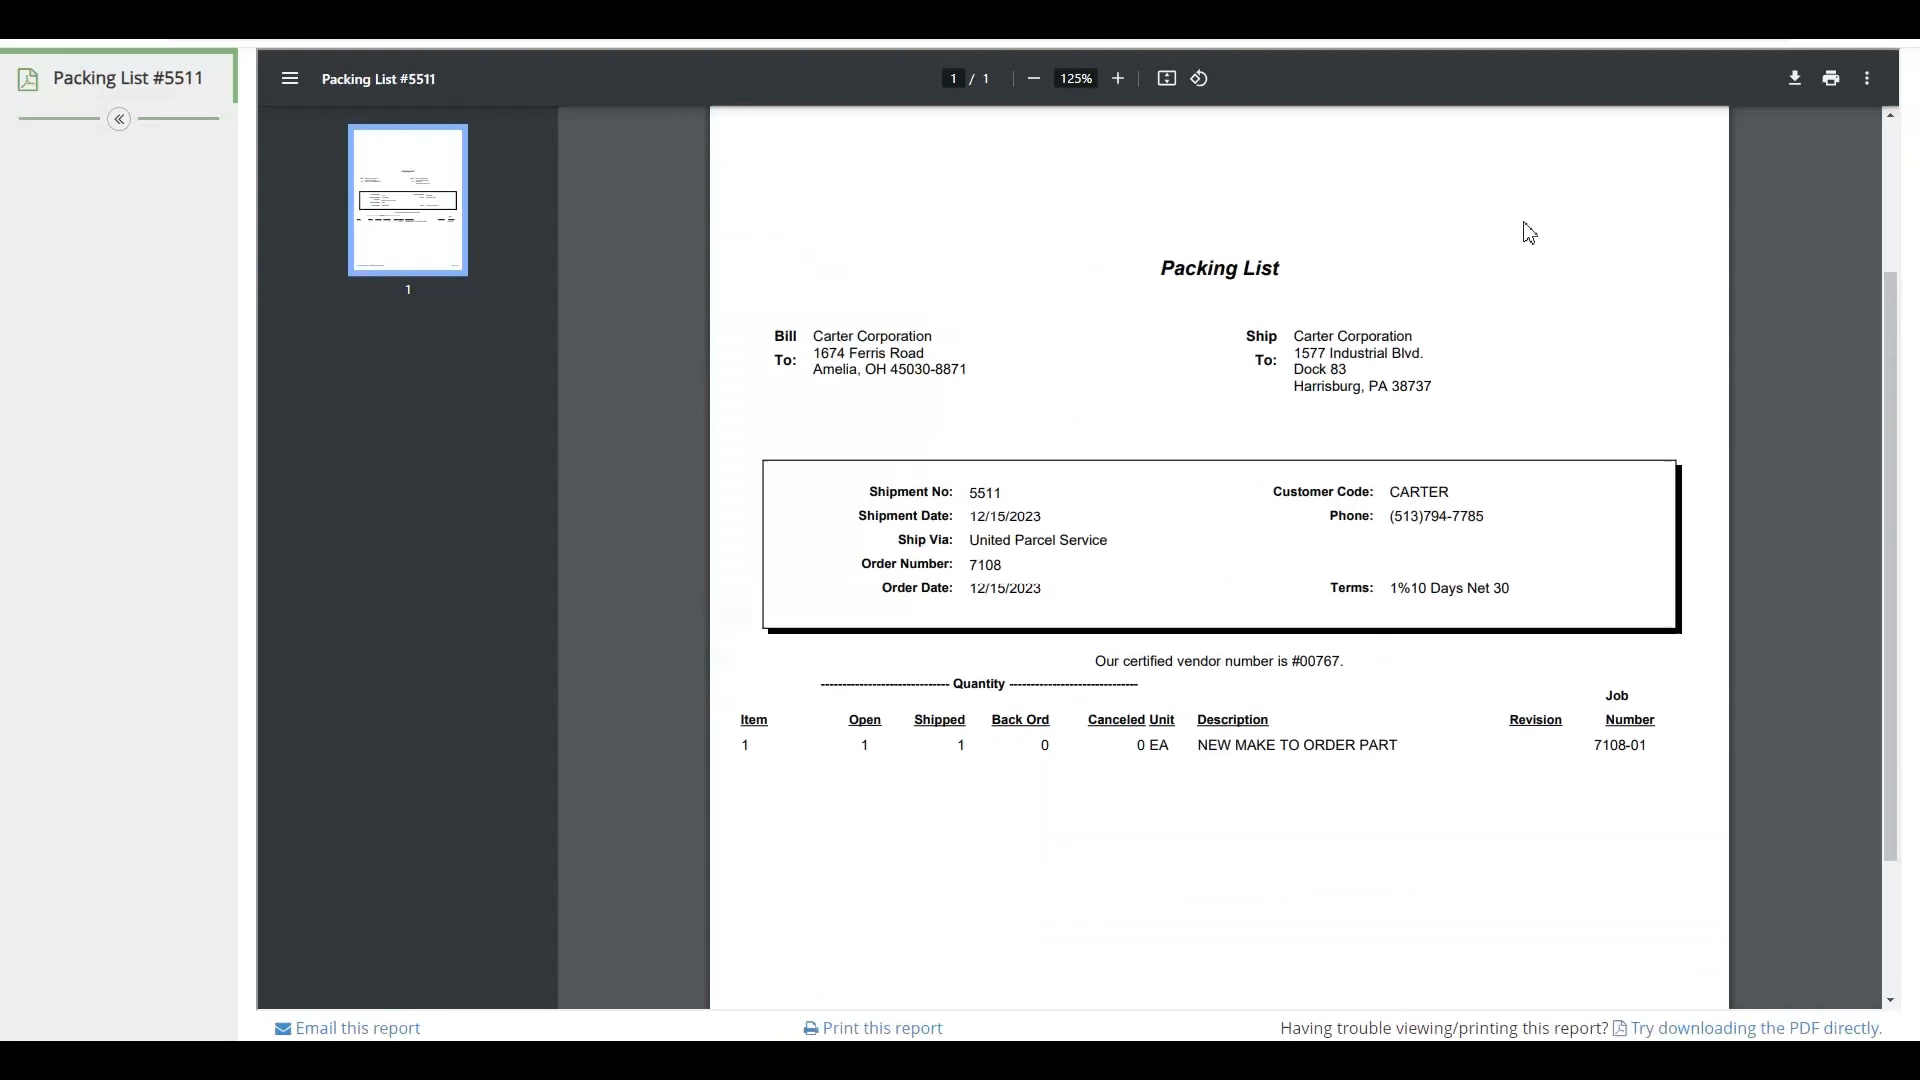 Packing List #5511
Packing List #5511
1 / 1
125%
1
Packing List
Bill To: Carter Corporation
1674 Ferris Road
Amelia, OH 45030-8871
Ship To: Carter Corporation
1577 Industrial Blvd.
Dock 83
Harrisburg, PA 38737
Shipment No: 5511
Shipment Date: 12/15/2023
Ship Via: United Parcel Service
Order Number: 7108
Order Date: 12/15/2023
Customer Code: CARTER
Phone: (513)794-7785
Terms: 1%10 Days Net 30
Our certified vendor number is #00767.
------------------------------ Quantity ------------------------------
Job
Item Open Shipped Back Ord Canceled Unit Description Revision Number
1 1 1 0 0 EA NEW MAKE TO ORDER PART 7108-01
Email this report Print this report Having trouble viewing/printing this report? Try downloading the PDF directly.